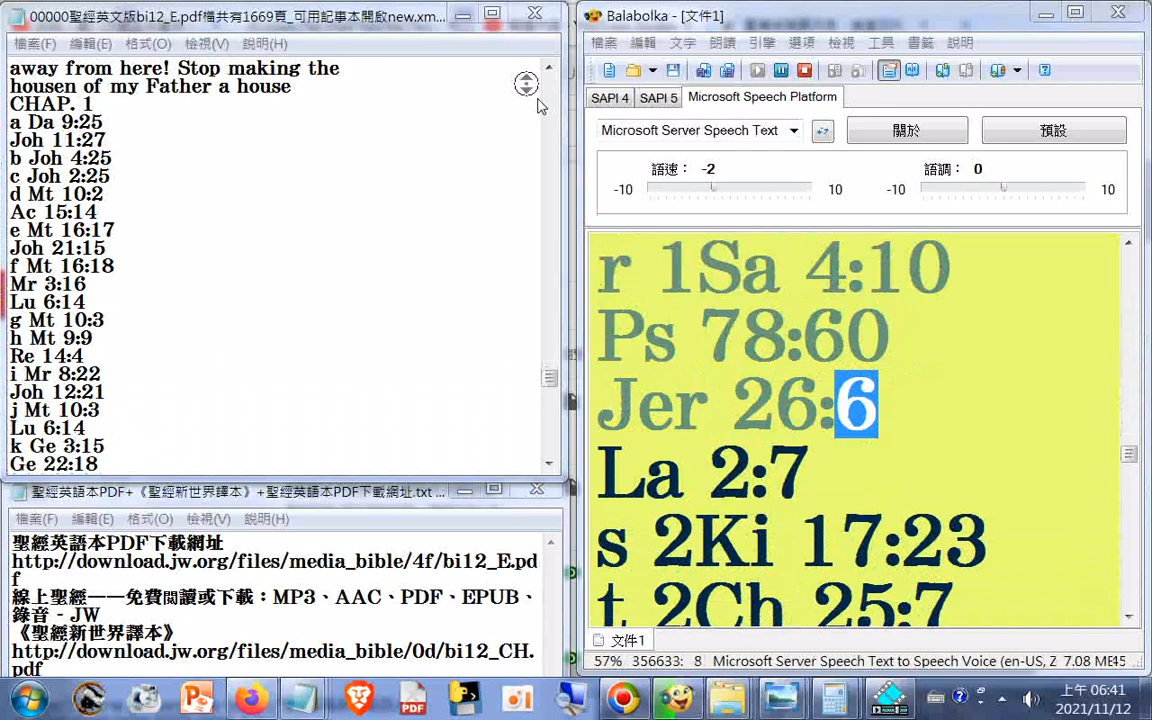 00000聖經英文版bi12_E.pdf檔共有1669頁_可用記事本開啟new.xm...
檔案(F) 編輯(E) 格式(O) 檢視(V) 說明(H)
away from here! Stop making the
housen of my Father a house
CHAP. 1
a Da 9:25
Joh 11:27
b Joh 4:25
c Joh 2:25
d Mt 10:2
Ac 15:14
e Mt 16:17
Joh 21:15
f Mt 16:18
Mr 3:16
Lu 6:14
g Mt 10:3
h Mt 9:9
Re 14:4
i Mr 8:22
Joh 12:21
j Mt 10:3
Lu 6:14
k Ge 3:15
Ge 22:18
聖經英語本PDF+《聖經新世界譯本》+聖經英語本PDF下載網址.txt ...
檔案(F) 編輯(E) 格式(O) 檢視(V) 說明(H)
聖經英語本PDF下載網址
http://download.jw.org/files/media_bible/4f/bi12_E.pd
f
線上聖經——免費閱讀或下載：MP3、AAC、PDF、EPUB、
錄音 - JW
《聖經新世界譯本》
http://download.jw.org/files/media_bible/0d/bi12_CH.
pdf
Balabolka - [文件1]
檔案 編輯 文字 朗讀 引擎 選項 檢視 工具 書籤 說明
SAPI 4 SAPI 5 Microsoft Speech Platform
Microsoft Server Speech Text 關於 預設
語速： -2 語調： 0
-10 10 -10 10
r 1Sa 4:10
Ps 78:60
Jer 26:6
La 2:7
s 2Ki 17:23
t 2Ch 25:7
文件1
57% 356633: 8 Microsoft Server Speech Text to Speech Voice (en-US, Z 7.08 ME45
PDF
上午 06:41
2021/11/12